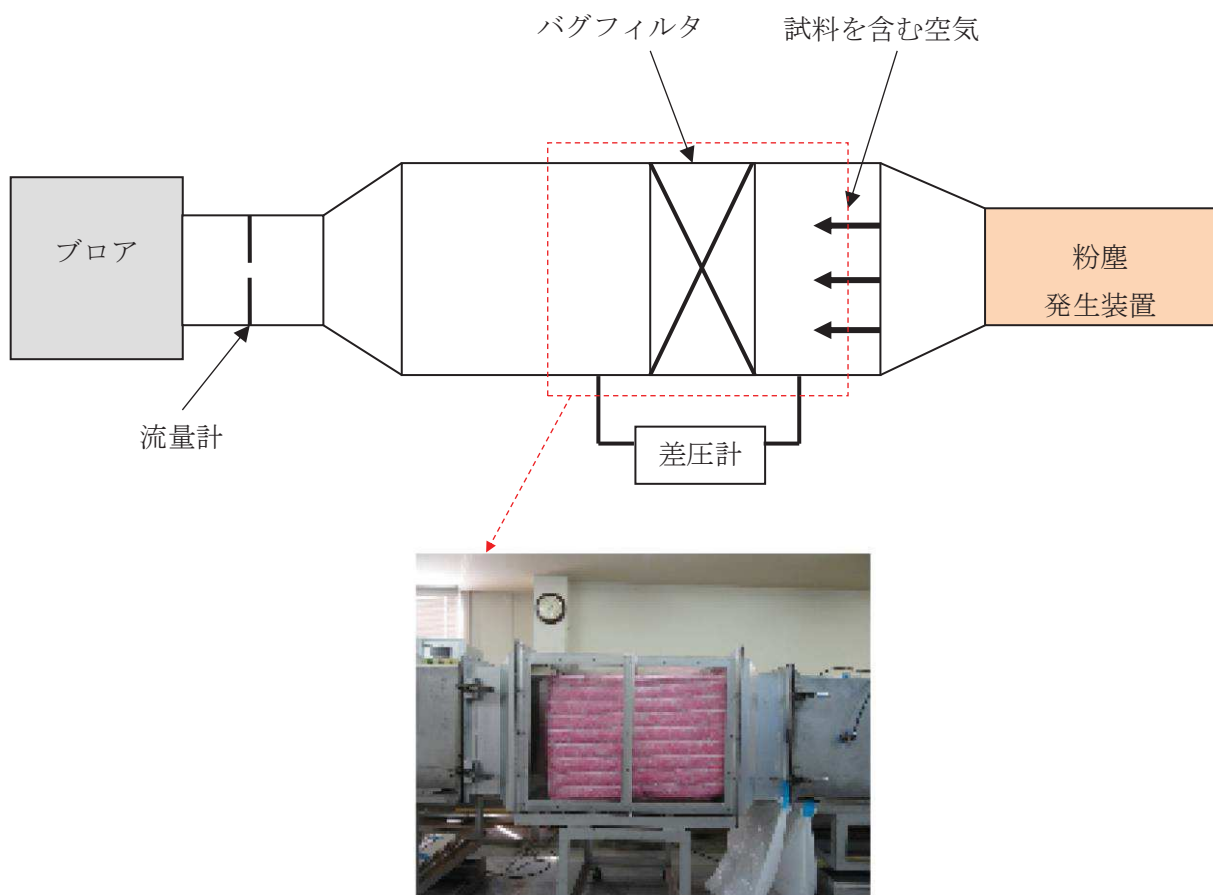 バグフィルタ
試料を含む空気
ブロア
粉塵
発生装置
流量計
差圧計